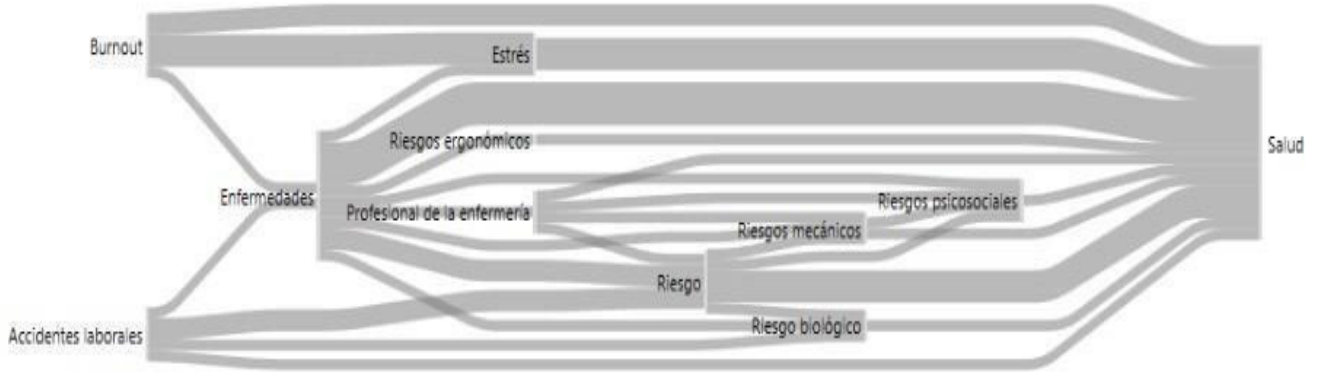 Burnout
Estrés
Riesgos ergonómicos
Salud
Enfermedades
Profesional de la enfermería
Riesgos psicosociales
Riesgos mecánicos
Riesgo
Riesgo biológico
Accidentes laborales